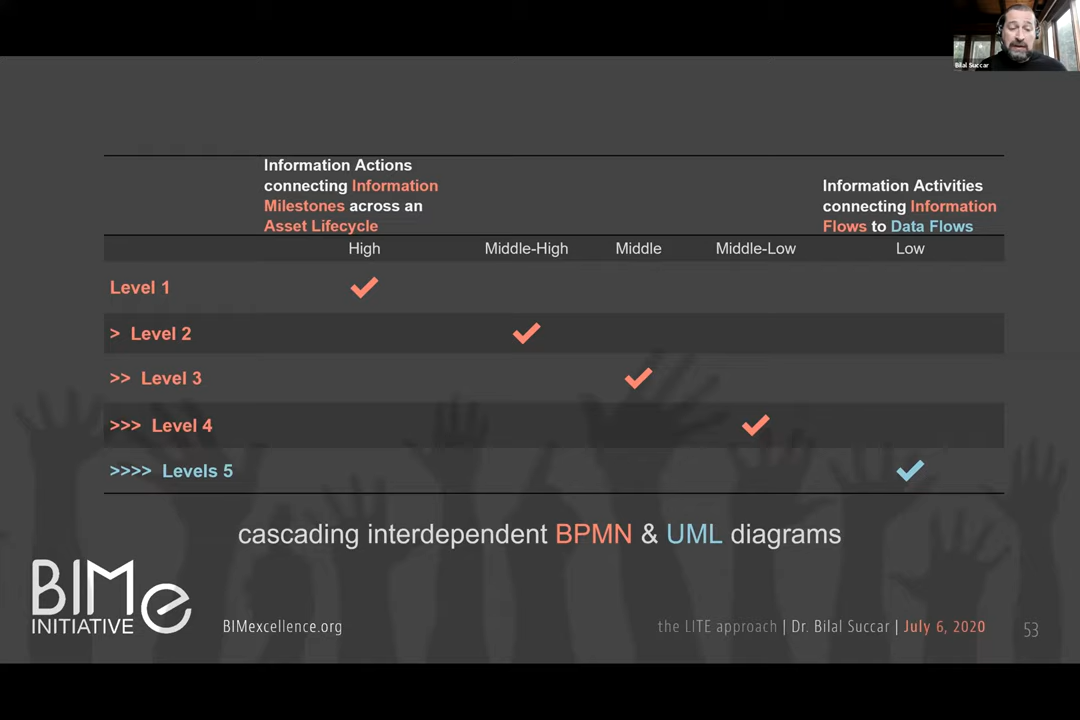 Bilal Succar
Information Actions
connecting Information
Milestones across an
Asset Lifecycle
Information Activities
connecting Information
Flows to Data Flows
High Middle-High Middle Middle-Low Low
Level 1
> Level 2
>> Level 3
>>> Level 4
>>>> Levels 5
cascading interdependent BPMN & UML diagrams
BIMe
INITIATIVE
BIMexcellence.org
the LITE approach | Dr. Bilal Succar | July 6, 2020
53